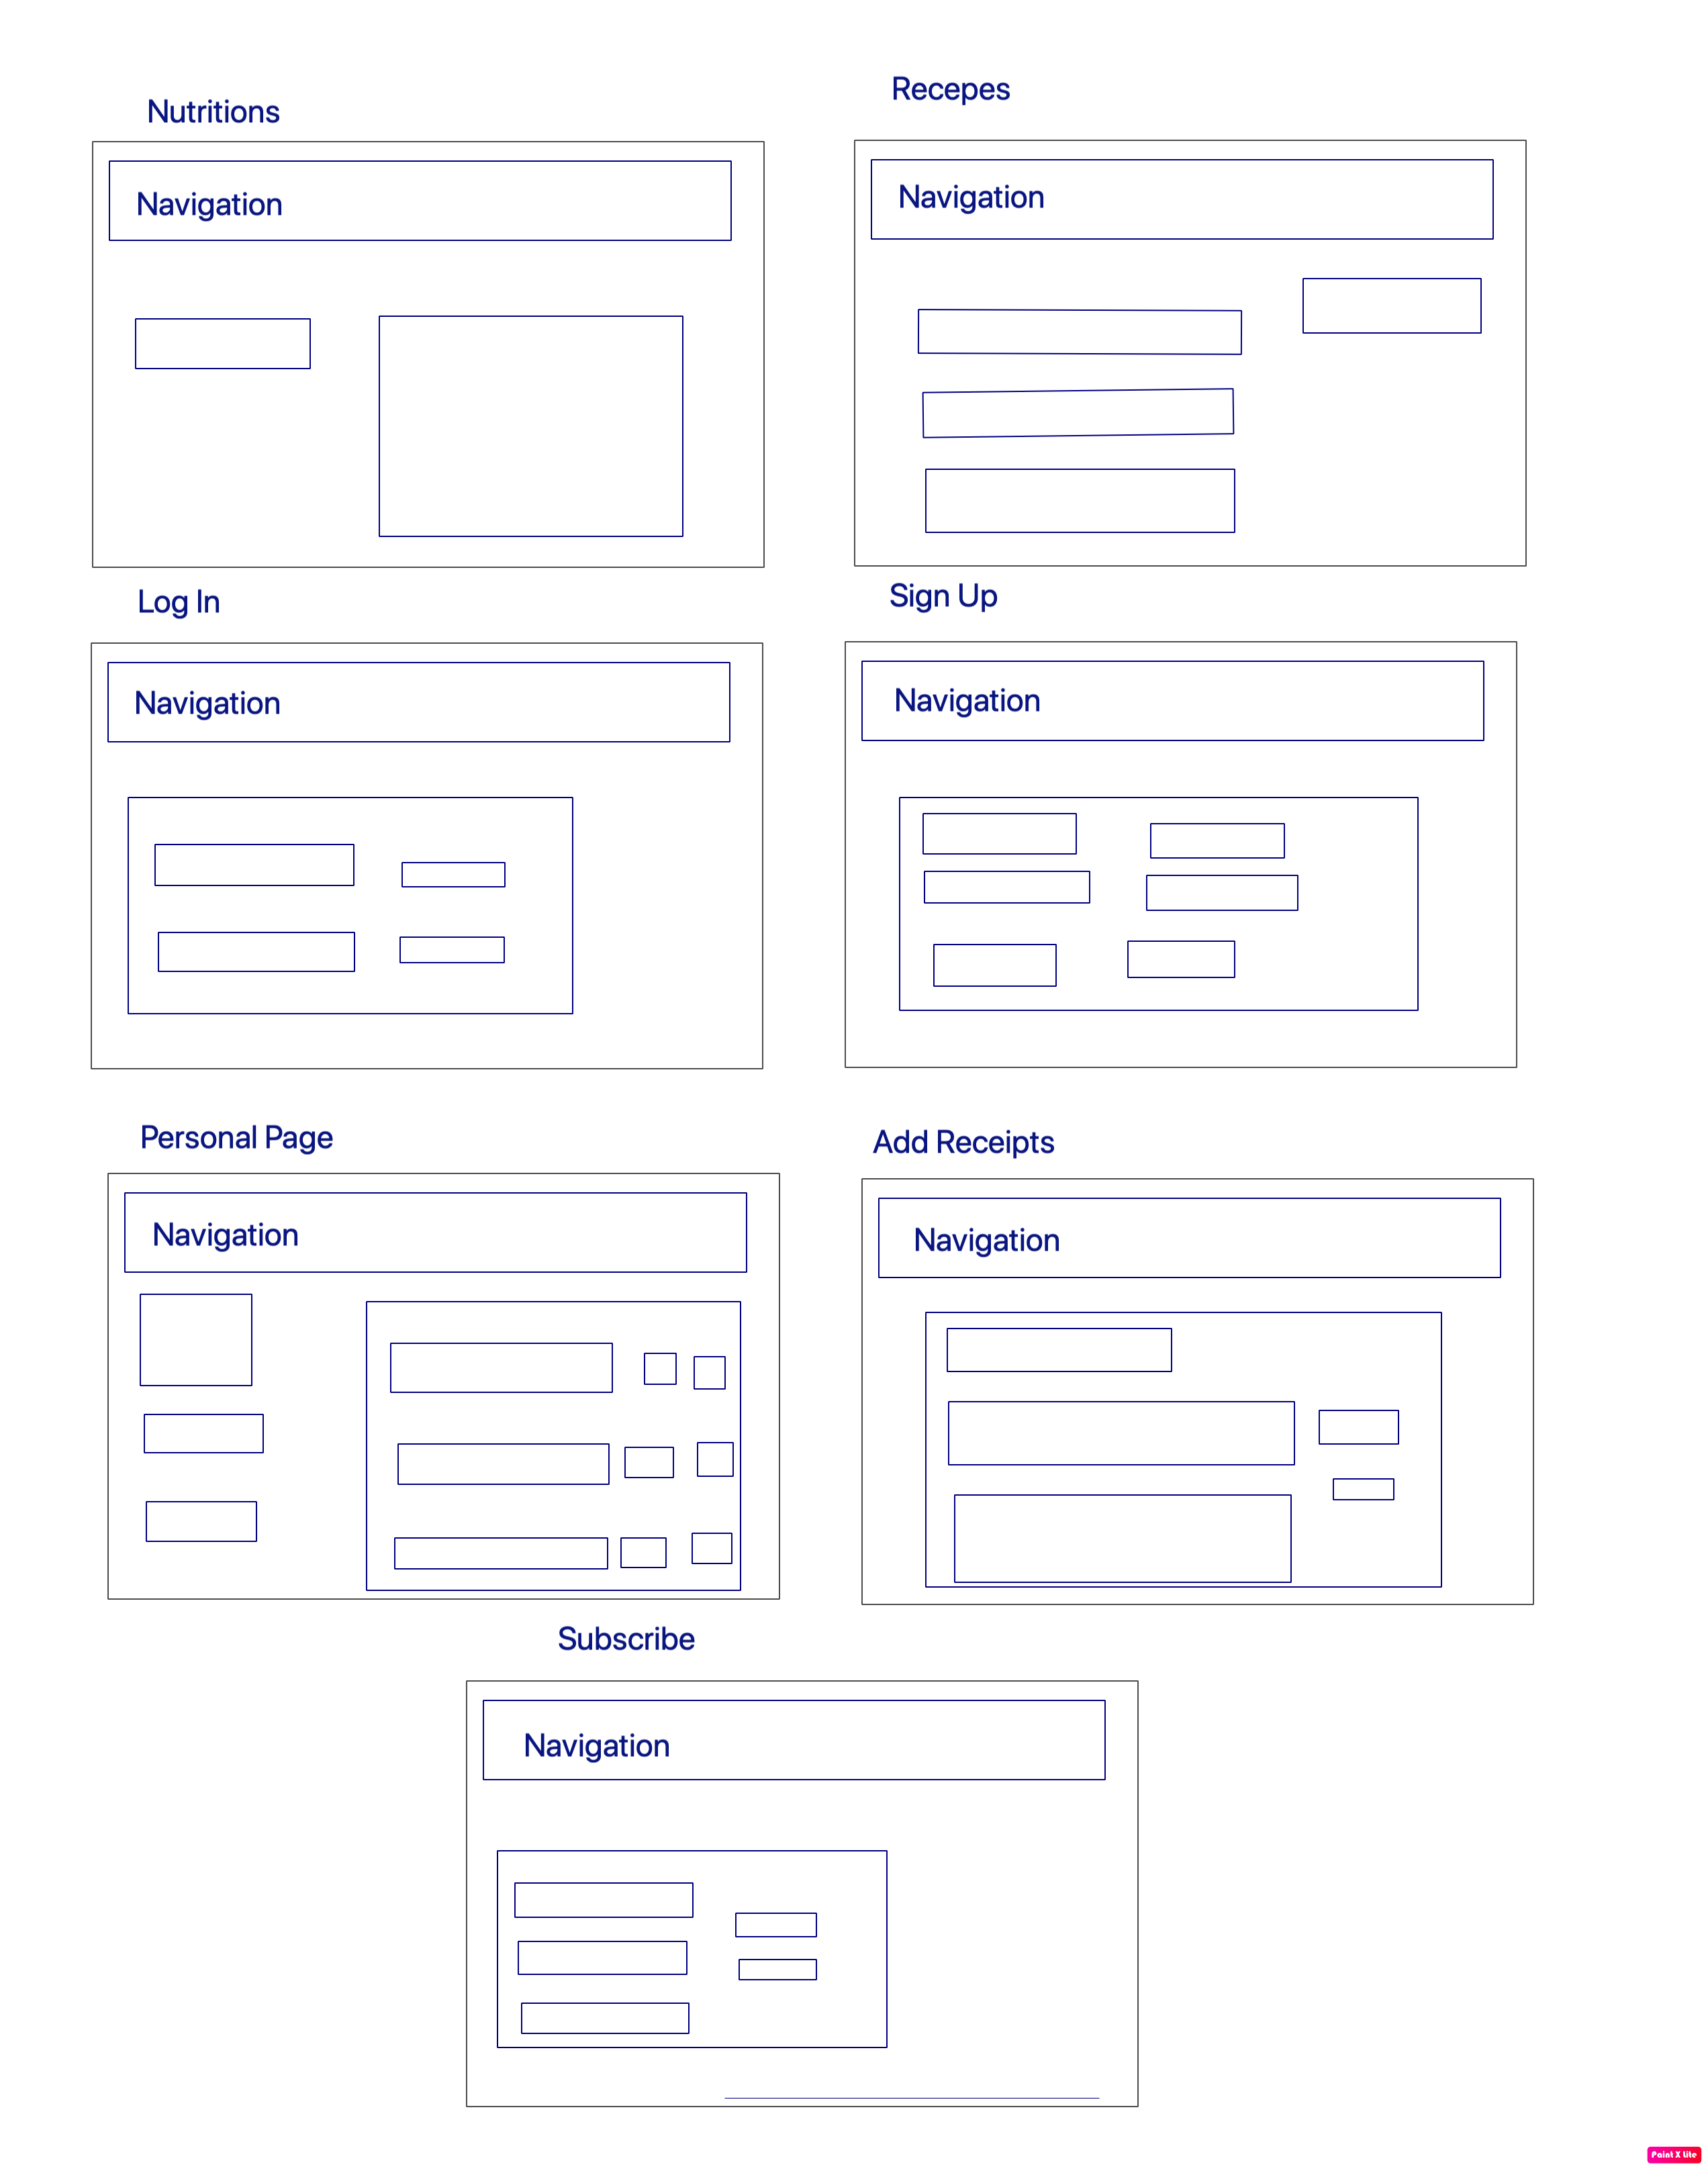 Nutritions
Recepes
Navigation
Navigation
Log In
Sign Up
Navigation
Navigation
Personal Page
Add Receipts
Navigation
Navigation
Subscribe
Navigation
Paint X Lite